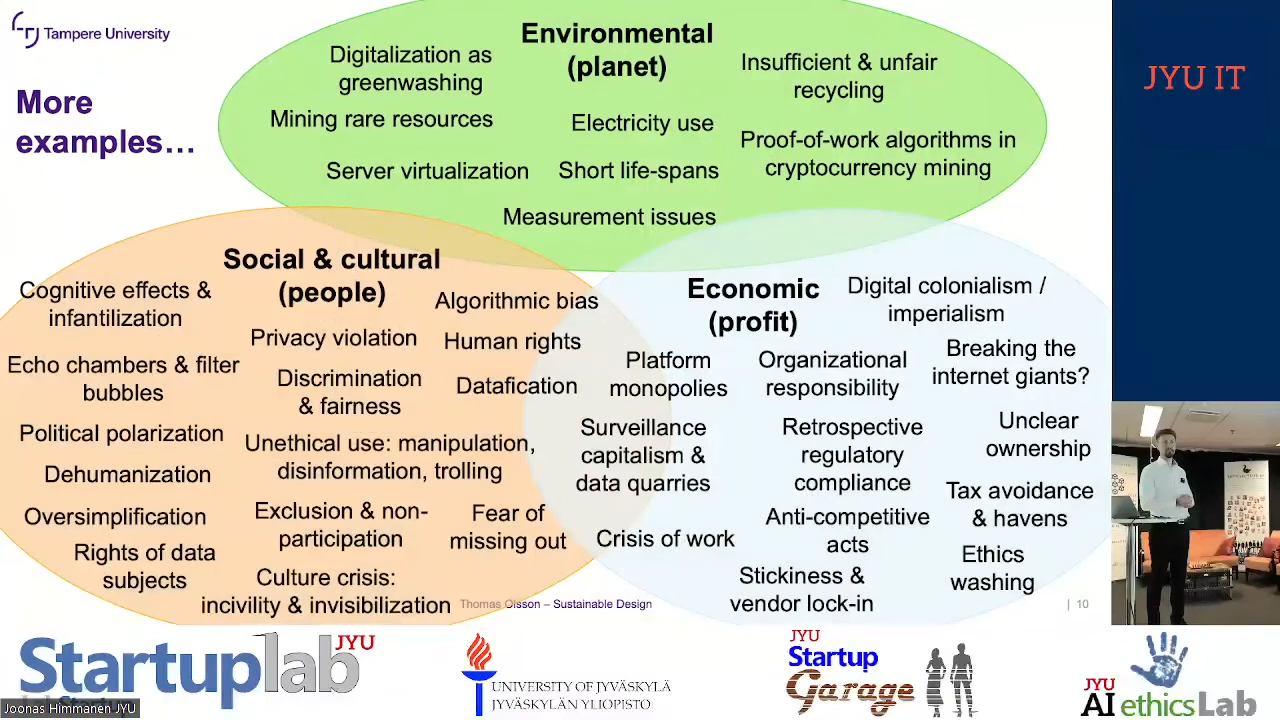 Tampere University
More
examples…
Environmental
(planet)
Digitalization as
greenwashing
Insufficient & unfair
recycling
Mining rare resources
Electricity use
Proof-of-work algorithms in
cryptocurrency mining
Server virtualization
Short life-spans
Measurement issues
Social & cultural
(people)
Cognitive effects &
infantilization
Algorithmic bias
Privacy violation
Human rights
Echo chambers & filter
bubbles
Discrimination
& fairness
Datafication
Political polarization
Unethical use: manipulation,
disinformation, trolling
Dehumanization
Oversimplification
Exclusion & non-
participation
Fear of
missing out
Rights of data
subjects
Culture crisis:
incivility & invisibilization
Economic
(profit)
Digital colonialism /
imperialism
Platform
monopolies
Organizational
responsibility
Breaking the
internet giants?
Surveillance
capitalism &
data quarries
Retrospective
regulatory
compliance
Unclear
ownership
Tax avoidance
& havens
Crisis of work
Anti-competitive
acts
Ethics
washing
Stickiness &
vendor lock-in
Thomas Olsson – Sustainable Design
| 10
JYU IT
Startuplab JYU
UNIVERSITY OF JYVÄSKYLÄ
JYVÄSKYLÄN YLIOPISTO
JYU
Startup
Garage
JYU
AI ethicsLab
Joonas Himmanen JYU